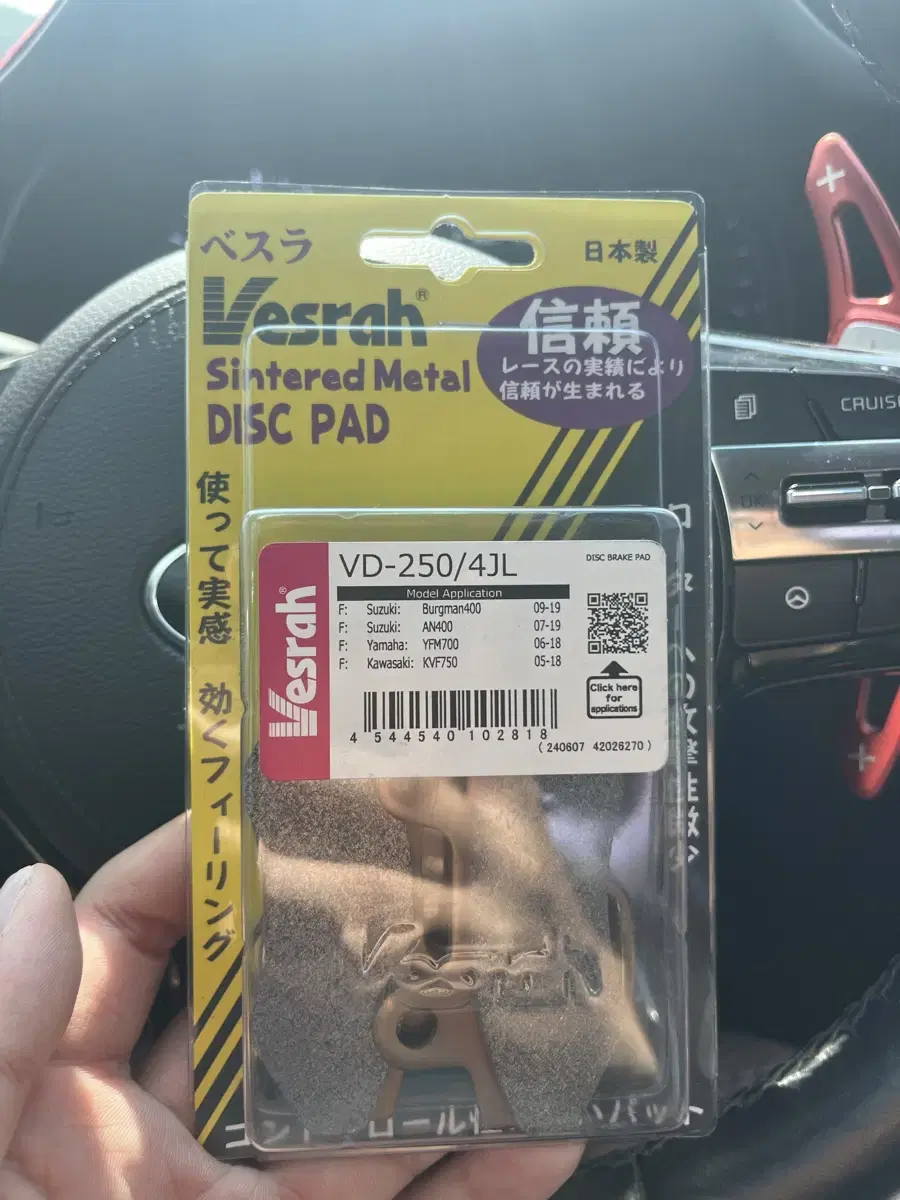 ベスラ
日本製
Vesrah®
Sintered Metal
DISC PAD
信頼
レースの実績により
信頼が生まれる
使って実感 効くフィーリング
VD-250/4JL
DISC BRAKE PAD
Model Application
F: Suzuki: Burgman400 09-19
F: Suzuki: AN400 07-19
F: Yamaha: YFM700 06-18
F: Kawasaki: KVF750 05-18
Vesrah®
Click here
for
applications
4 544540 102818
(240607 42026270)
Vesrah
CRUIS
OK
+
+